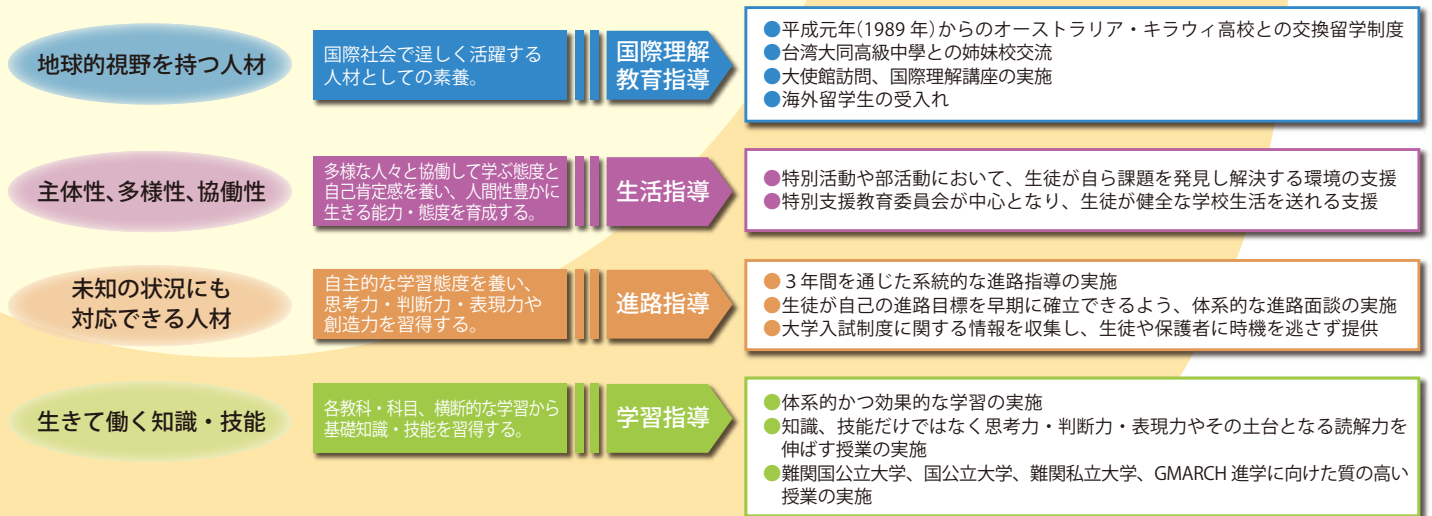 地球的視野を持つ人材
国際社会で逞しく活躍する
人材としての素養。
国際理解
教育指導
●平成元年(1989 年)からのオーストラリア・キラウィ高校との交換留学制度
●台湾大同高級中學との姉妹校交流
●大使館訪問、国際理解講座の実施
●海外留学生の受入れ
主体性、多様性、協働性
多様な人々と協働して学ぶ態度と
自己肯定感を養い、人間性豊かに
生きる能力・態度を育成する。
生活指導
●特別活動や部活動において、生徒が自ら課題を発見し解決する環境の支援
●特別支援教育委員会が中心となり、生徒が健全な学校生活を送れる支援
未知の状況にも
対応できる人材
自主的な学習態度を養い、
思考力・判断力・表現力や
創造力を習得する。
進路指導
●３年間を通じた系統的な進路指導の実施
●生徒が自己の進路目標を早期に確立できるよう、体系的な進路面談の実施
●大学入試制度に関する情報を収集し、生徒や保護者に時機を逃さず提供
生きて働く知識・技能
各教科・科目、横断的な学習から
基礎知識・技能を習得する。
学習指導
●体系的かつ効果的な学習の実施
●知識、技能だけではなく思考力・判断力・表現力やその土台となる読解力を
伸ばす授業の実施
●難関国公立大学、国公立大学、難関私立大学、GMARCH 進学に向けた質の高い
授業の実施